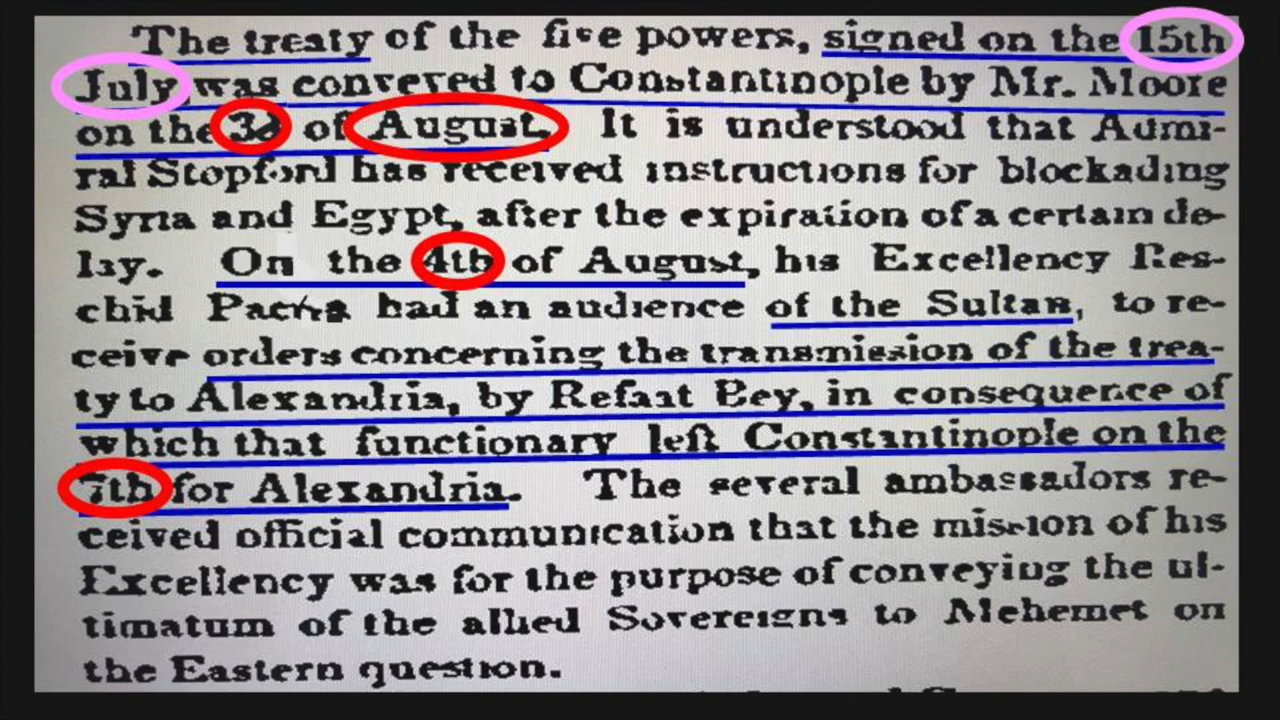 The treaty of the five powers, signed on the 15th
July was conveyed to Constantinople by Mr. Moore
on the 3d of August. It is understood that Admi-
ral Stopford has received instructions for blockading
Syria and Egypt, after the expiration of a certain de-
lay. On the 4th of August, his Excellency Res-
chid Pacha had an audience of the Sultan, to re-
ceive orders concerning the transmission of the trea-
ty to Alexandria, by Refaat Bey, in consequence of
which that functionary left Constantinople on the
7th for Alexandria. The several ambassadors re-
ceived official communication that the mission of his
Excellency was for the purpose of conveying the ul-
timatum of the allied Sovereigns to Mehemet on
the Eastern question.